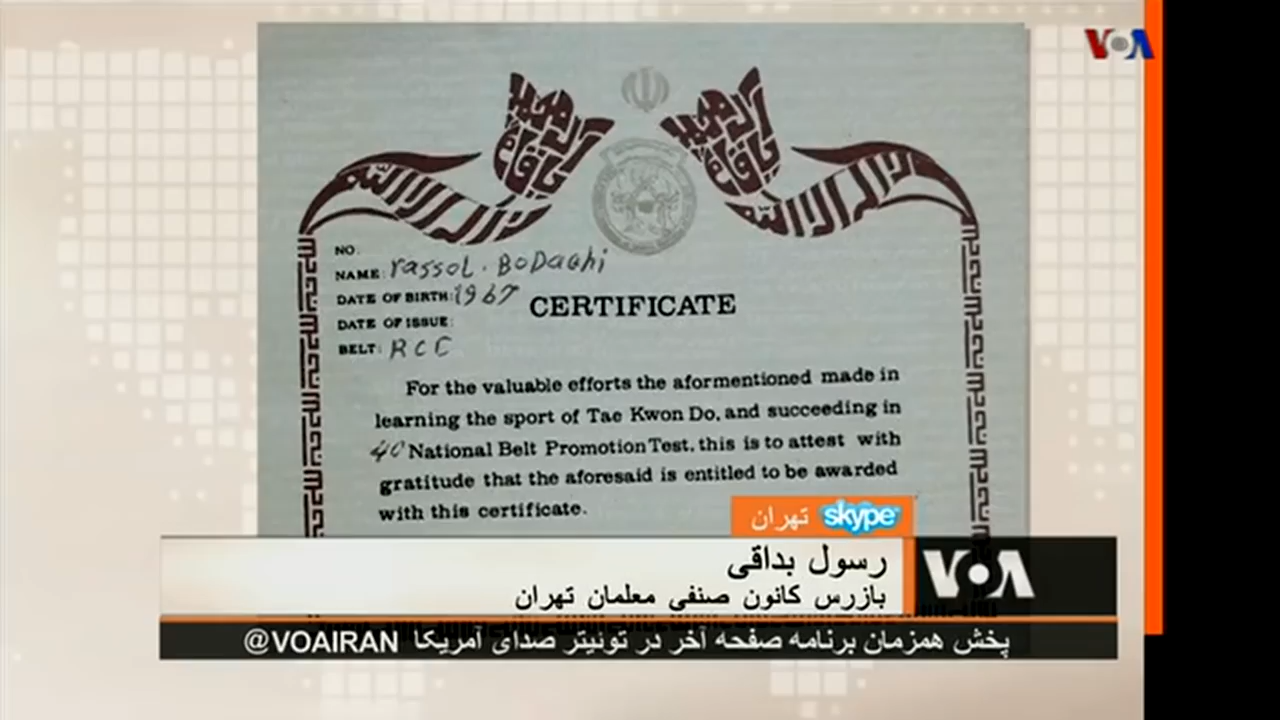 VOA
NO.
NAME: rassoL. BoDaghi
DATE OF BIRTH: 1967
CERTIFICATE
DATE OF ISSUE:
BELT: RCC
For the valuable efforts the aformentioned made in
learning the sport of Tae Kwon Do, and succeeding in
40 National Belt Promotion Test, this is to attest with
gratitude that the aforesaid is entitled to be awarded
with this certificate.
تهران skype
رسول بداقی
VOA
بازرس کانون صنفی معلمان تهران
پخش همزمان برنامه صفحه آخر در توئیتر صدای آمریکا @VOAIRAN